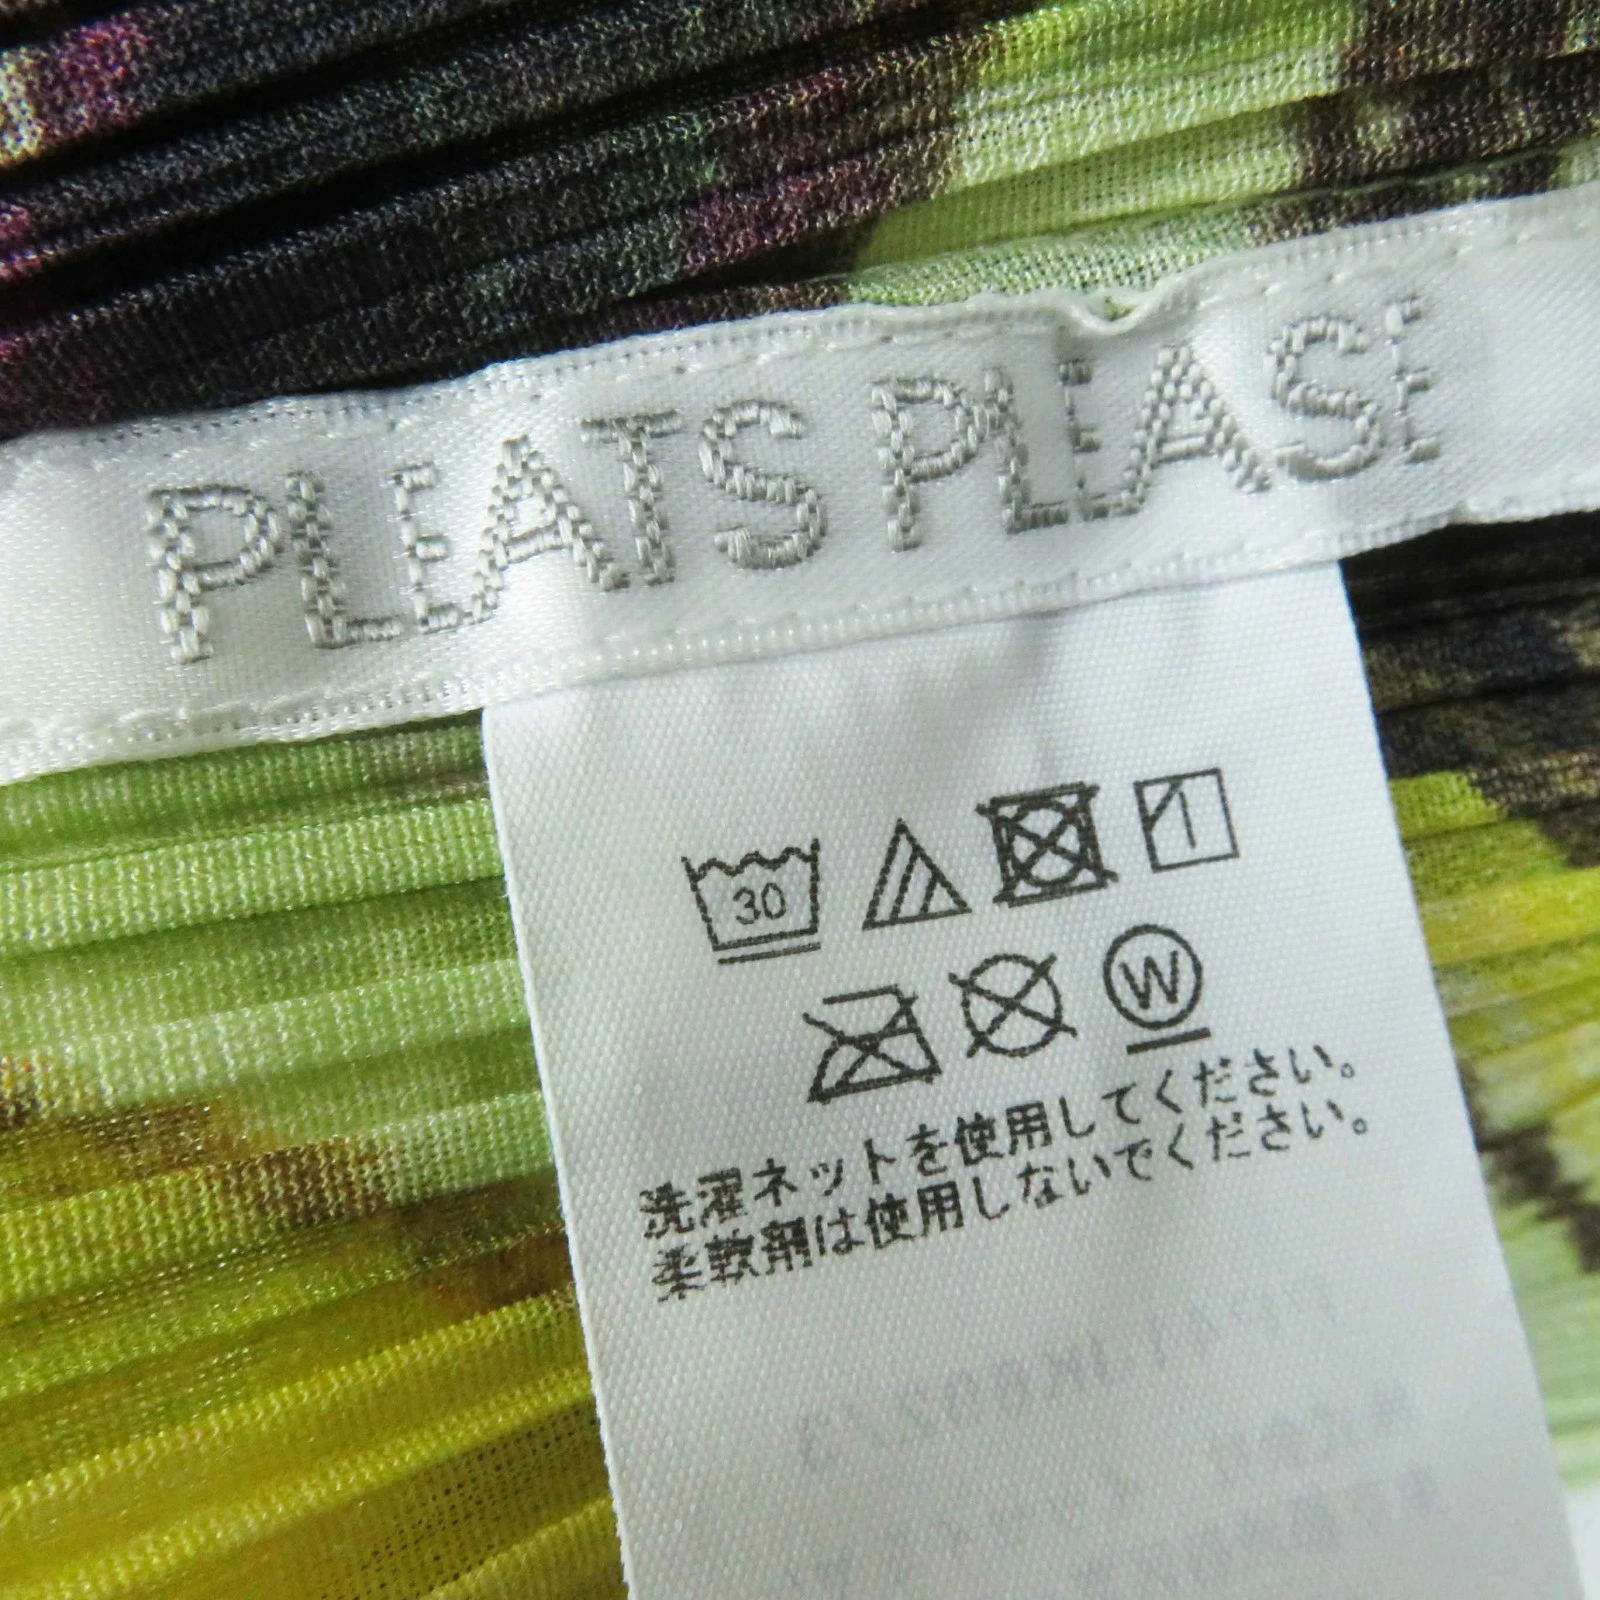 PLEATS PLEASE
30
W
洗濯ネットを使用してください。
柔軟剤は使用しないでください。